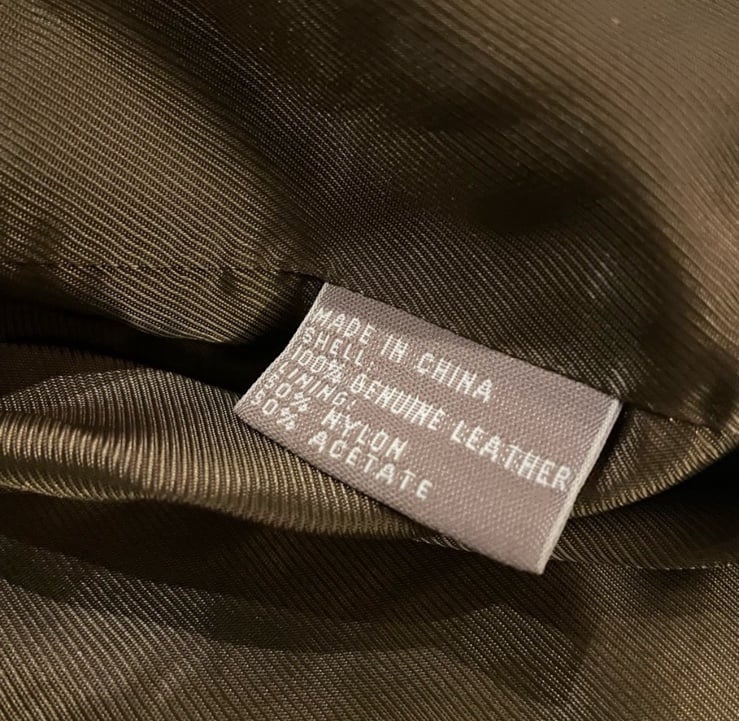 MADE IN CHINA
SHELL:
100% GENUINE LEATHER
LINING:
50% NYLON
50% ACETATE